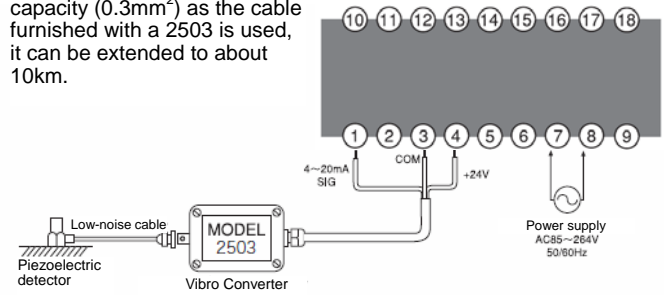 capacity (0.3mm²) as the cable
furnished with a 2503 is used,
it can be extended to about
10km.
10 11 12 13 14 15 16 17 18
1 2 3 4 5 6 7 8 9
4~20mA
SIG
COM
+24V
Low-noise cable
MODEL
2503
Power supply
AC85~264V
50/60Hz
Piezoelectric
detector
Vibro Converter